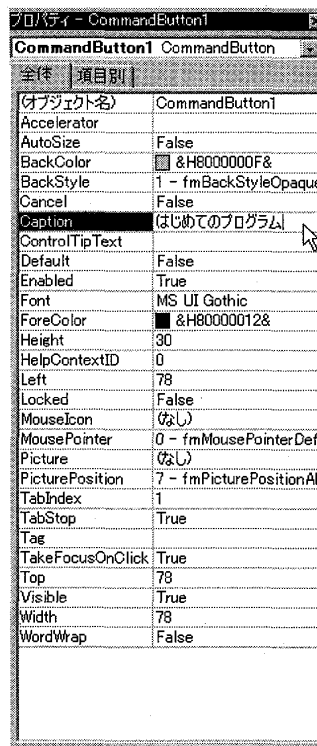 プロパティ - CommandButton1
CommandButton1 CommandButton
全体 項目別
(オブジェクト名) CommandButton1
Accelerator
AutoSize False
BackColor &H8000000F&
BackStyle 1 - fmBackStyleOpaque
Cancel False
Caption はじめてのプログラム
ControlTipText
Default False
Enabled True
Font MS UI Gothic
ForeColor &H80000012&
Height 30
HelpContextID 0
Left 78
Locked False
MouseIcon (なし)
MousePointer 0 - fmMousePointerDef
Picture (なし)
PicturePosition 7 - fmPicturePositionAl
TabIndex 1
TabStop True
Tag
TakeFocusOnClick True
Top 78
Visible True
Width 78
WordWrap False